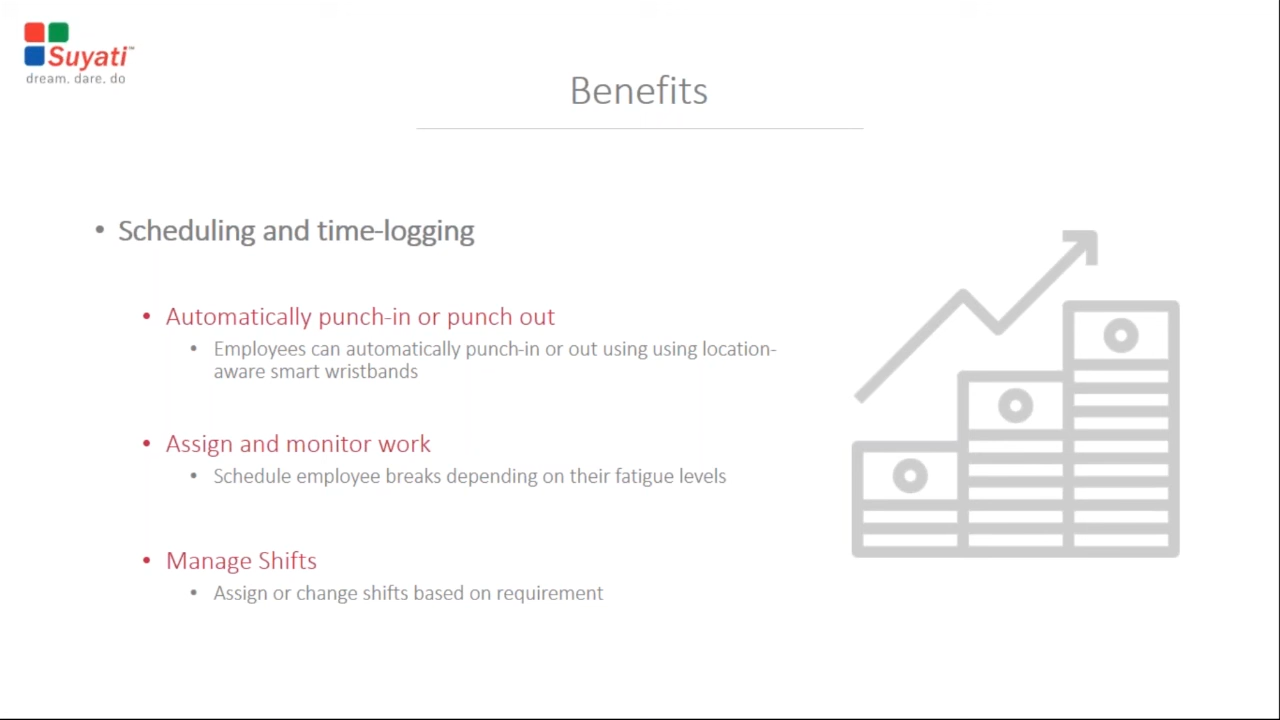 Suyati™
dream. dare. do
Benefits
• Scheduling and time-logging
• Automatically punch-in or punch out
• Employees can automatically punch-in or out using using location-
aware smart wristbands
• Assign and monitor work
• Schedule employee breaks depending on their fatigue levels
• Manage Shifts
• Assign or change shifts based on requirement